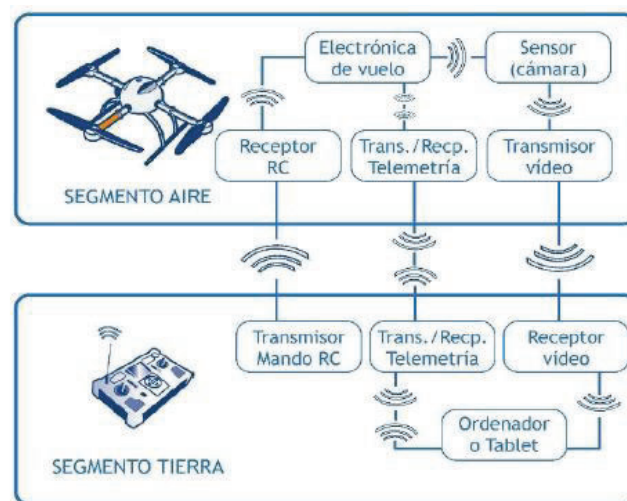 Electrónica
de vuelo
Sensor
(cámara)
Receptor
RC
Trans./Recp.
Telemetría
Transmisor
vídeo
SEGMENTO AIRE
Transmisor
Mando RC
Trans./Recp.
Telemetría
Receptor
vídeo
Ordenador
o Tablet
SEGMENTO TIERRA